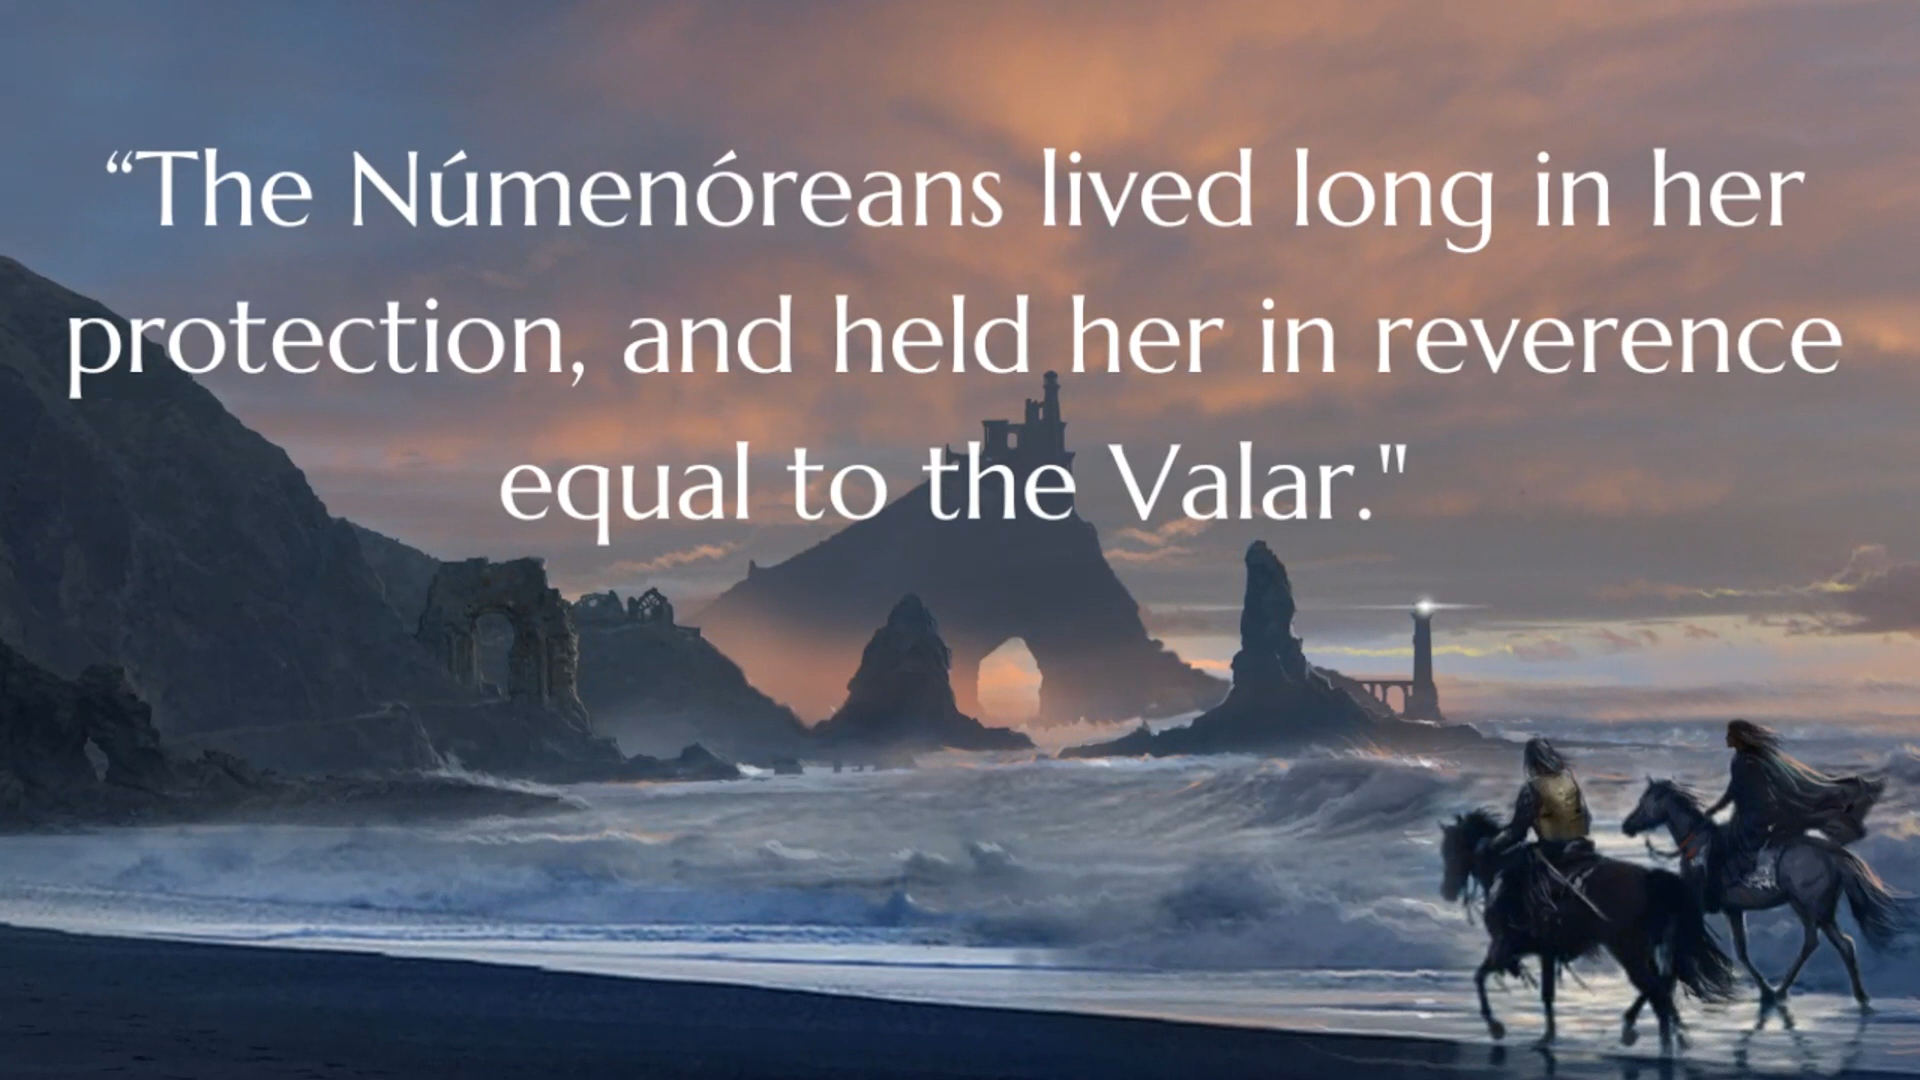 “The Númenóreans lived long in her
protection, and held her in reverence
equal to the Valar."